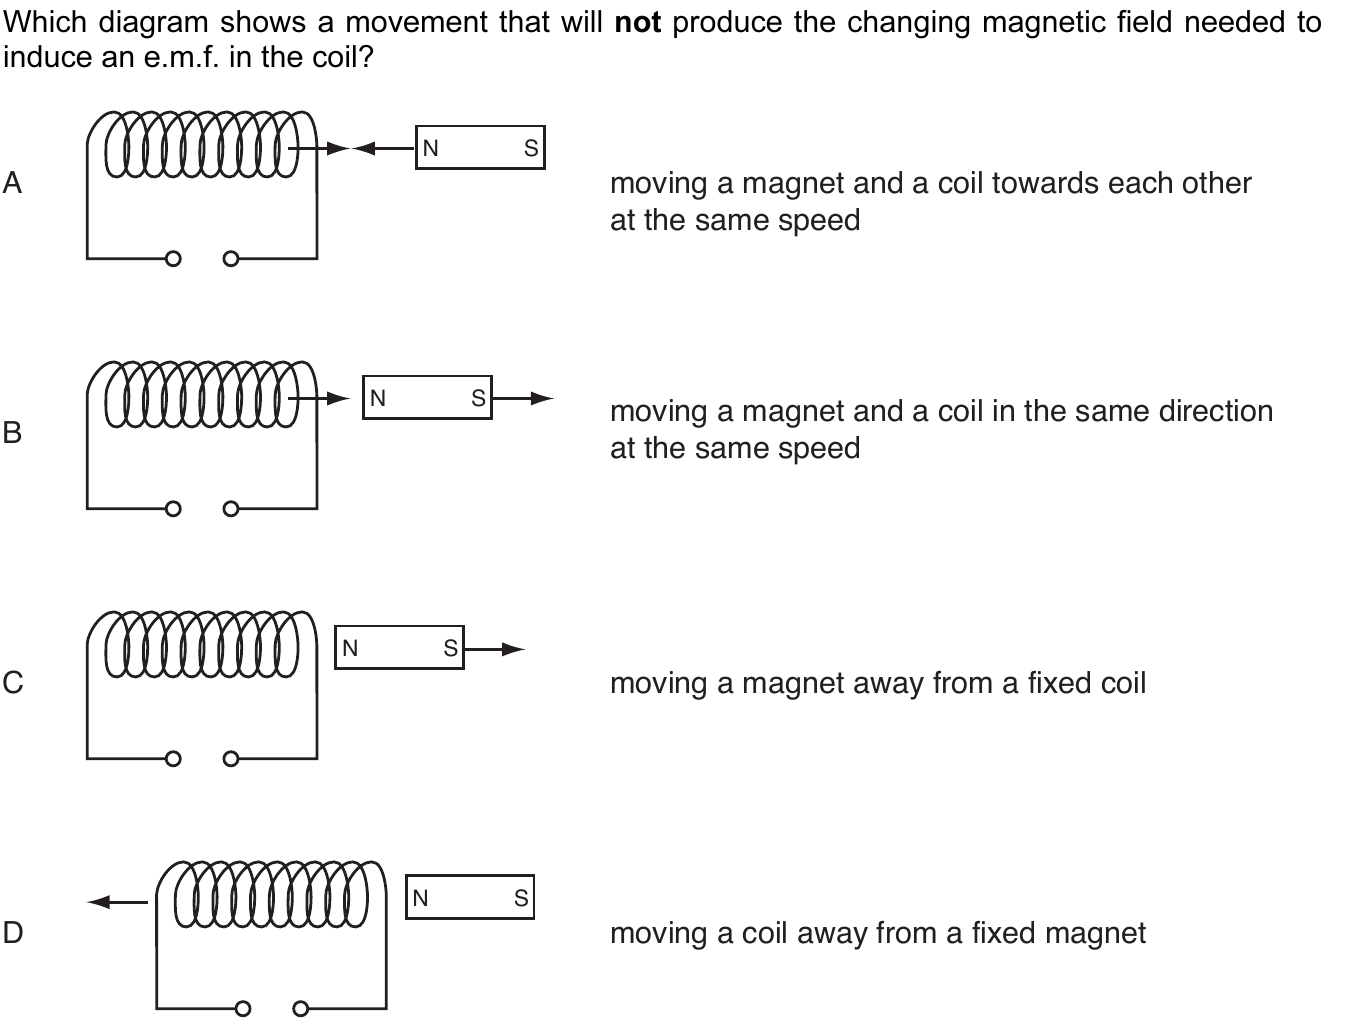 Which diagram shows a movement that will not produce the changing magnetic field needed to
induce an e.m.f. in the coil?
A
N S
moving a magnet and a coil towards each other
at the same speed
B
N S
moving a magnet and a coil in the same direction
at the same speed
C
N S
moving a magnet away from a fixed coil
D
N S
moving a coil away from a fixed magnet